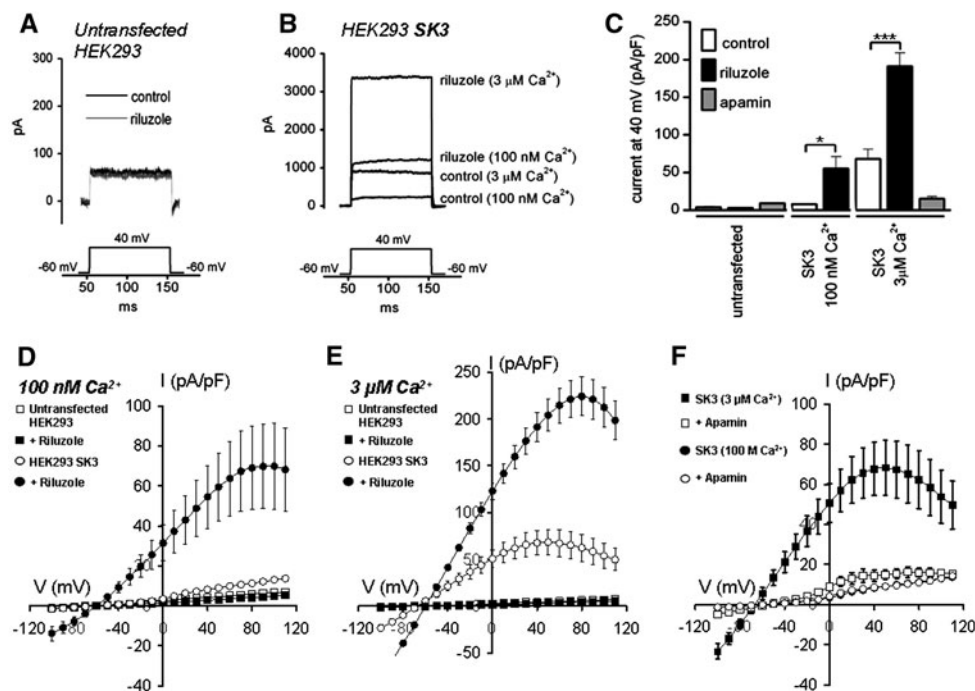 A
Untransfected
HEK293
300
200
100
0
pA
control
riluzole
40 mV
-60 mV
-60 mV
50 100 150
ms
B
HEK293 SK3
4000
3000
2000
1000
0
pA
riluzole (3 µM Ca²⁺)
riluzole (100 nM Ca²⁺)
control (3 µM Ca²⁺)
control (100 nM Ca²⁺)
40 mV
-60 mV
-60 mV
50 100 150
ms
C
current at 40 mV (pA/pF)
250
200
150
100
50
0
control
riluzole
apamin
*
***
untransfected
SK3
100 nM Ca²⁺
SK3
3µM Ca²⁺
D
100 nM Ca²⁺
I (pA/pF)
Untransfected
HEK293
+ Riluzole
HEK293 SK3
+ Riluzole
100
80
60
40
20
V (mV)
-120 -80 -40 0 40 80 120
-20
-40
E
3 µM Ca²⁺
I (pA/pF)
Untransfected
HEK293
+ Riluzole
HEK293 SK3
+ Riluzole
250
200
150
100
50
V (mV)
-120 -80 -40 0 40 80 120
-50
F
I (pA/pF)
SK3 (3 µM Ca²⁺)
+ Apamin
SK3 (100 M Ca²⁺)
+ Apamin
100
80
60
40
20
V (mV)
-120 -80 -40 0 40 80 120
-20
-40